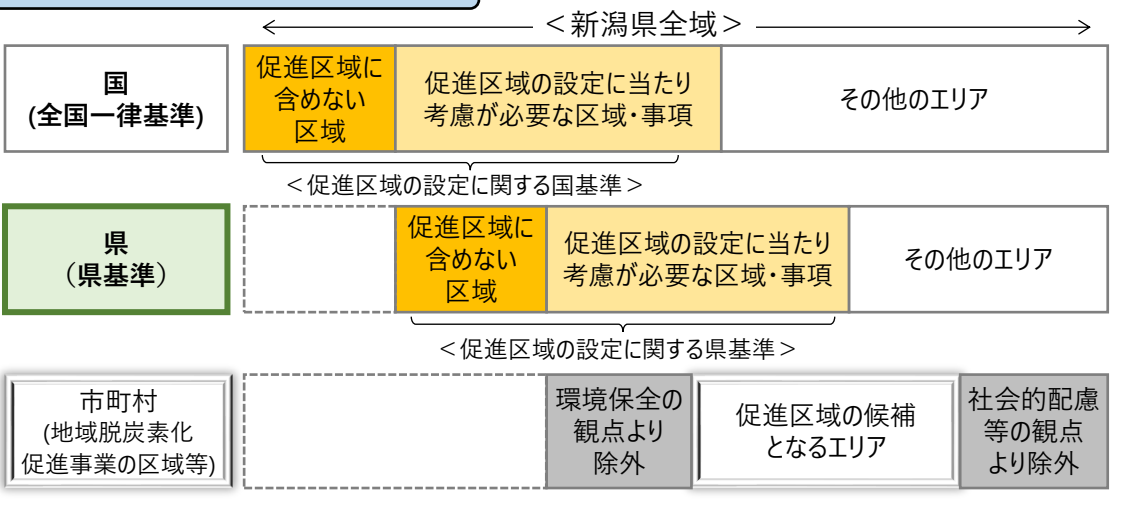 ＜新潟県全域＞
国
(全国一律基準)
促進区域に
含めない
区域
促進区域の設定に当たり
考慮が必要な区域・事項
その他のエリア
＜促進区域の設定に関する国基準＞
県
（県基準）
促進区域に
含めない
区域
促進区域の設定に当たり
考慮が必要な区域・事項
その他のエリア
＜促進区域の設定に関する県基準＞
市町村
(地域脱炭素化
促進事業の区域等)
環境保全の
観点より
除外
促進区域の候補
となるエリア
社会的配慮
等の観点
より除外